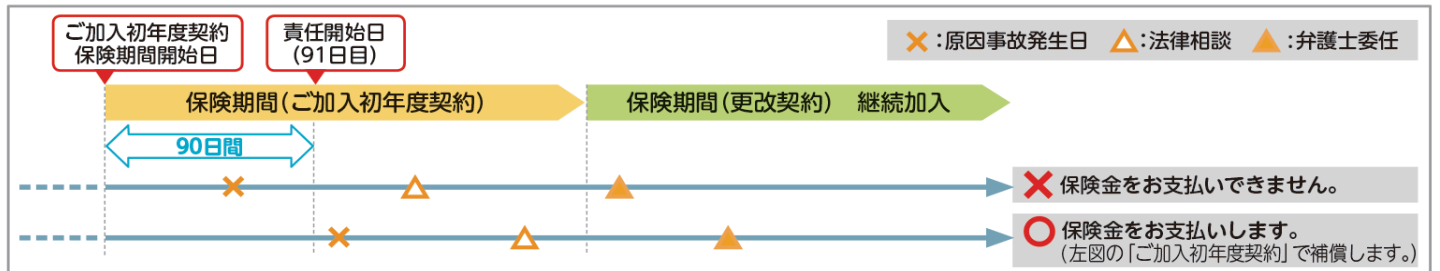 ご加入初年度契約
保険期間開始日
責任開始日
(91日目)
✕:原因事故発生日 △:法律相談 ▲:弁護士委任
保険期間(ご加入初年度契約)
保険期間(更改契約) 継続加入
90日間
✕ 保険金をお支払いできません。
○ 保険金をお支払いします。
(左図の「ご加入初年度契約」で補償します。)